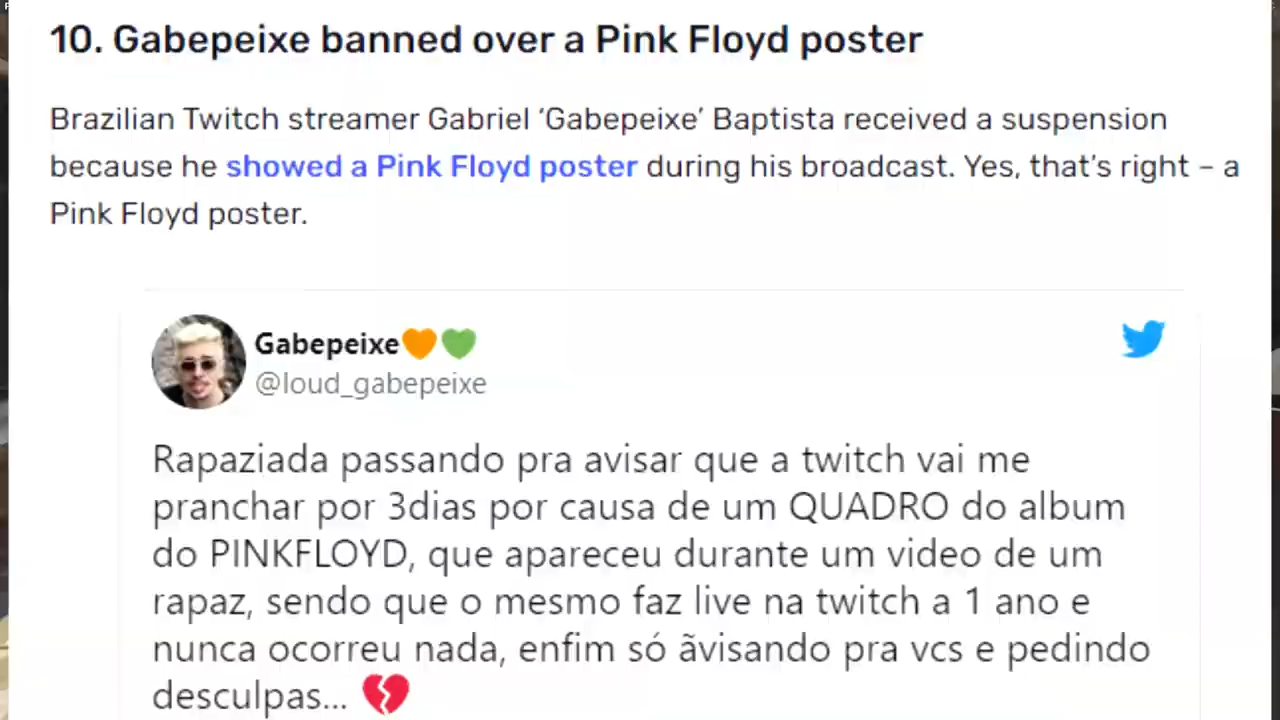 10. Gabepeixe banned over a Pink Floyd poster
Brazilian Twitch streamer Gabriel ‘Gabepeixe’ Baptista received a suspension
because he showed a Pink Floyd poster during his broadcast. Yes, that’s right – a
Pink Floyd poster.
Gabepeixe🧡💚
@loud_gabepeixe
Rapaziada passando pra avisar que a twitch vai me
pranchar por 3dias por causa de um QUADRO do album
do PINKFLOYD, que apareceu durante um video de um
rapaz, sendo que o mesmo faz live na twitch a 1 ano e
nunca ocorreu nada, enfim só ãvisando pra vcs e pedindo
desculpas... 💔